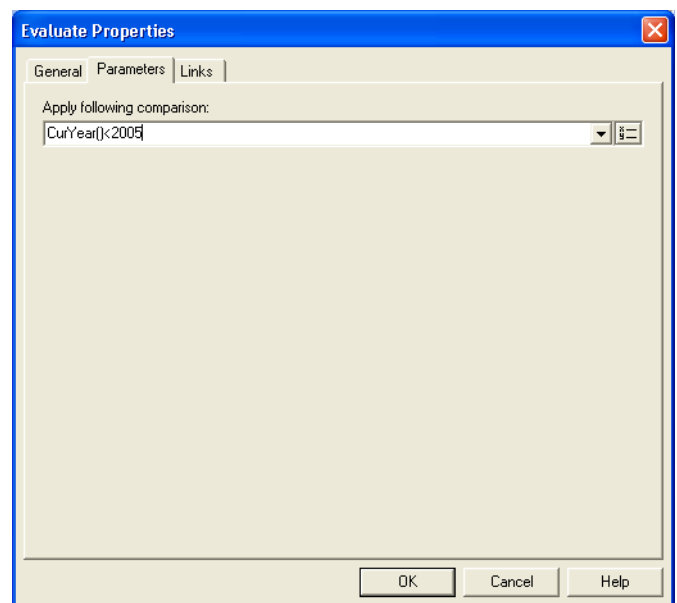 Evaluate Properties
General Parameters Links
Apply following comparison:
CurYear()<2005
OK Cancel Help